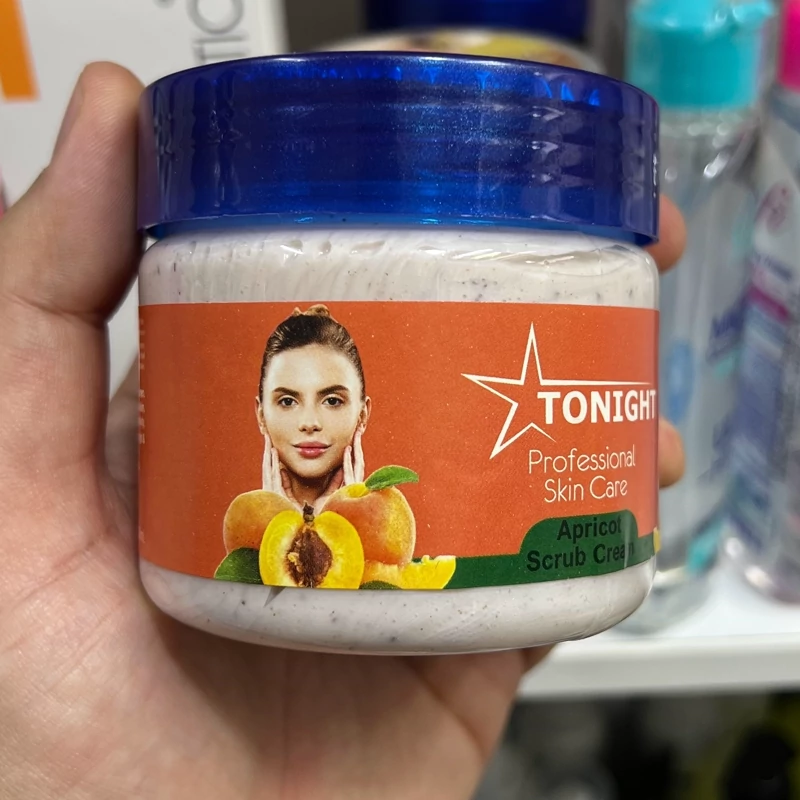 TONIGHT
Professional
Skin Care
Apricot
Scrub Cream